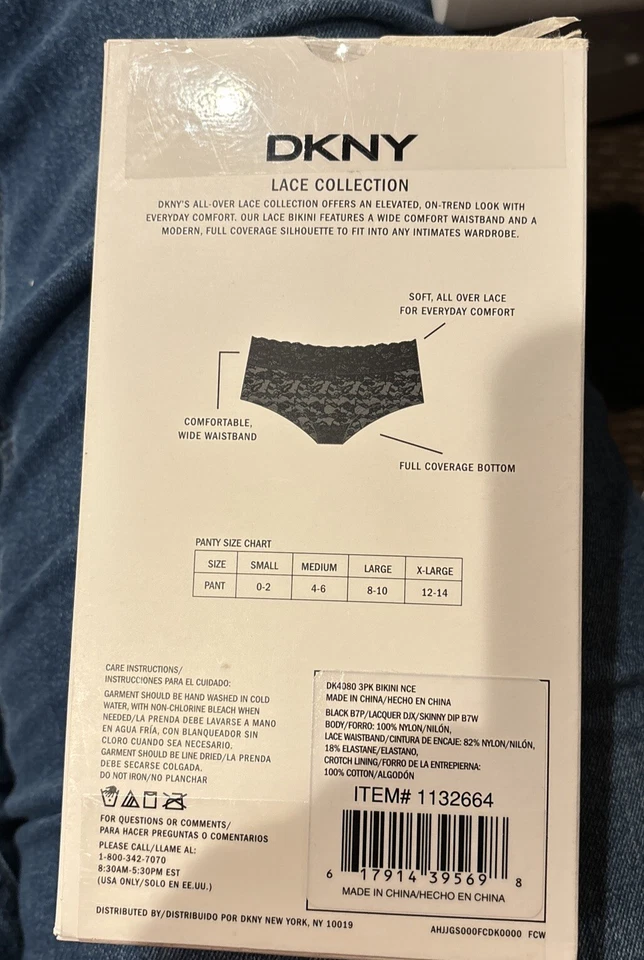 DKNY
LACE COLLECTION
DKNY'S ALL-OVER LACE COLLECTION OFFERS AN ELEVATED, ON-TREND LOOK WITH
EVERYDAY COMFORT. OUR LACE BIKINI FEATURES A WIDE COMFORT WAISTBAND AND A
MODERN, FULL COVERAGE SILHOUETTE TO FIT INTO ANY INTIMATES WARDROBE.
SOFT, ALL OVER LACE
FOR EVERYDAY COMFORT
COMFORTABLE,
WIDE WAISTBAND
FULL COVERAGE BOTTOM
PANTY SIZE CHART
SIZE SMALL MEDIUM LARGE X-LARGE
PANT 0-2 4-6 8-10 12-14
CARE INSTRUCTIONS/
INSTRUCCIONES PARA EL CUIDADO:
GARMENT SHOULD BE HAND WASHED IN COLD
WATER, WITH NON-CHLORINE BLEACH WHEN
NEEDED/LA PRENDA DEBE LAVARSE A MANO
EN AGUA FRÍA, CON BLANQUEADOR SIN
CLORO CUANDO SEA NECESARIO.
GARMENT SHOULD BE LINE DRIED/LA PRENDA
DEBE SECARSE COLGADA.
DO NOT IRON/NO PLANCHAR
FOR QUESTIONS OR COMMENTS/
PARA HACER PREGUNTAS O COMENTARIOS
PLEASE CALL/LLAME AL:
1-800-342-7070
8:30AM-5:30PM EST
(USA ONLY/SOLO EN EE.UU.)
DISTRIBUTED BY/DISTRIBUIDO POR DKNY NEW YORK, NY 10019
DK4080 3PK BIKINI NCE
MADE IN CHINA/HECHO EN CHINA
BLACK B7P/LACQUER DJX/SKINNY DIP B7W
BODY/FORRO: 100% NYLON/NILÓN,
LACE WAISTBAND/CINTURA DE ENCAJE: 82% NYLON/NILÓN,
18% ELASTANE/ELASTANO,
CROTCH LINING/FORRO DE LA ENTREPIERNA:
100% COTTON/ALGODÓN
ITEM# 1132664
6 17914 39569 8
MADE IN CHINA/HECHO EN CHINA
AHJJGS000FCDK0000 FCW